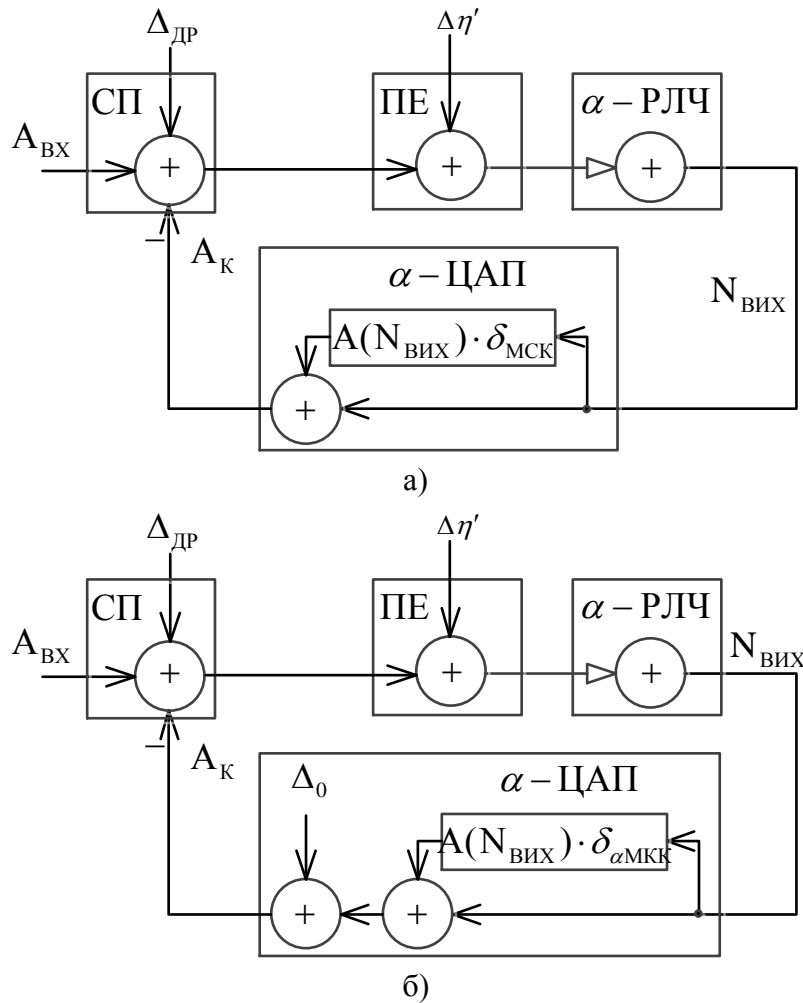 Δ_ДР
Δη′
СП
ПЕ
α − РЛЧ
A_ВХ
+
+
+
−
A_К
α − ЦАП
N_ВИХ
A(N_ВИХ) · δ_МСК
+
а)
Δ_ДР
Δη′
СП
ПЕ
α − РЛЧ
A_ВХ
+
+
+
N_ВИХ
−
A_К
Δ_0
α − ЦАП
A(N_ВИХ) · δ_αМКК
+
+
б)